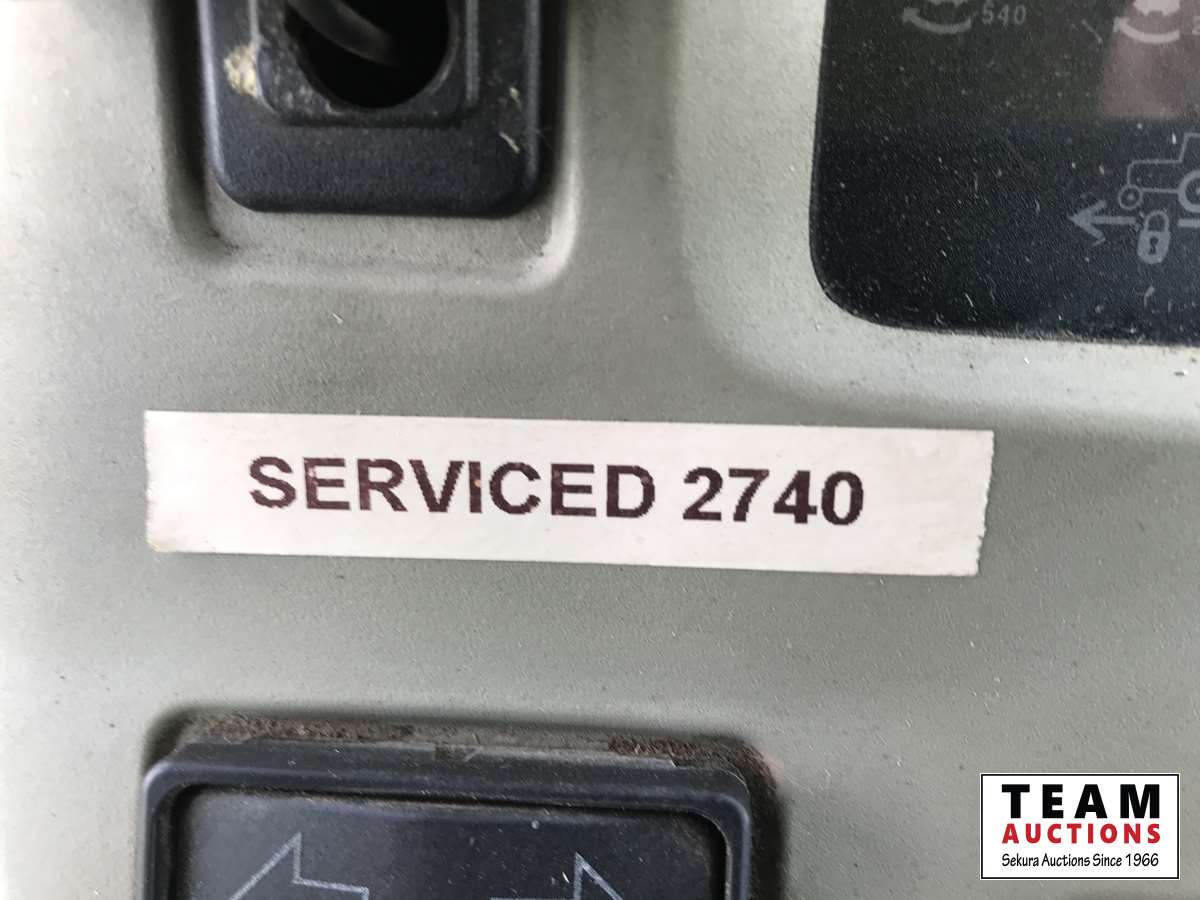 540
SERVICED 2740
TEAM
AUCTIONS
Sekura Auctions Since 1966